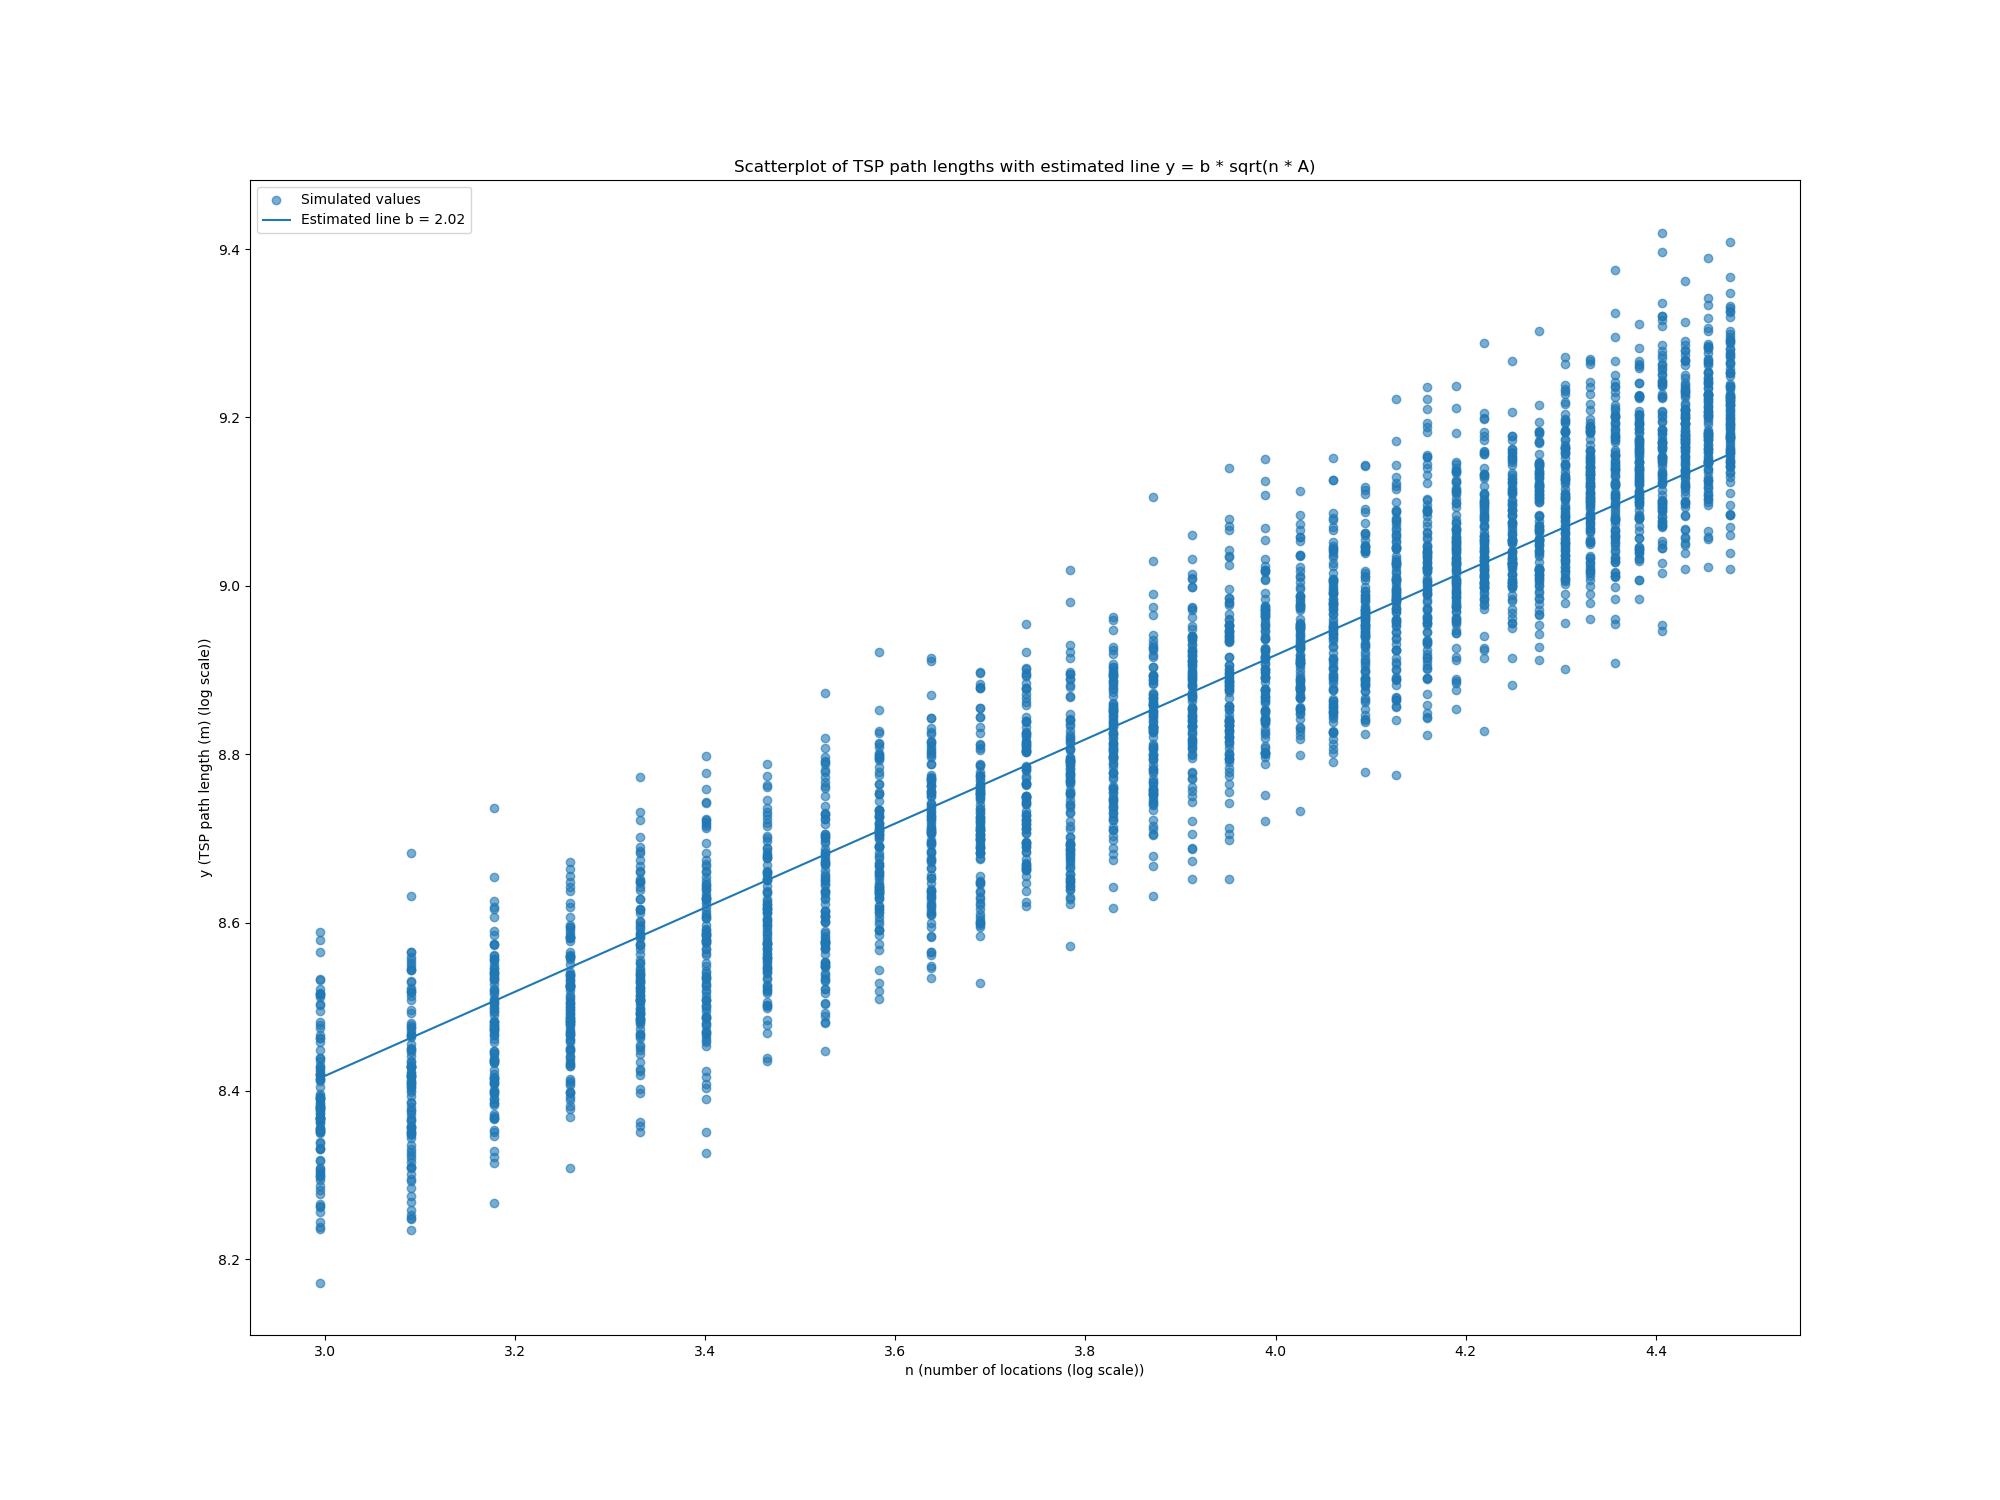 Scatterplot of TSP path lengths with estimated line y = b * sqrt(n * A)
Simulated values
Estimated line b = 2.02
9.4
9.2
9.0
8.8
8.6
8.4
8.2
y (TSP path length (m) (log scale))
3.0 3.2 3.4 3.6 3.8 4.0 4.2 4.4
n (number of locations (log scale))